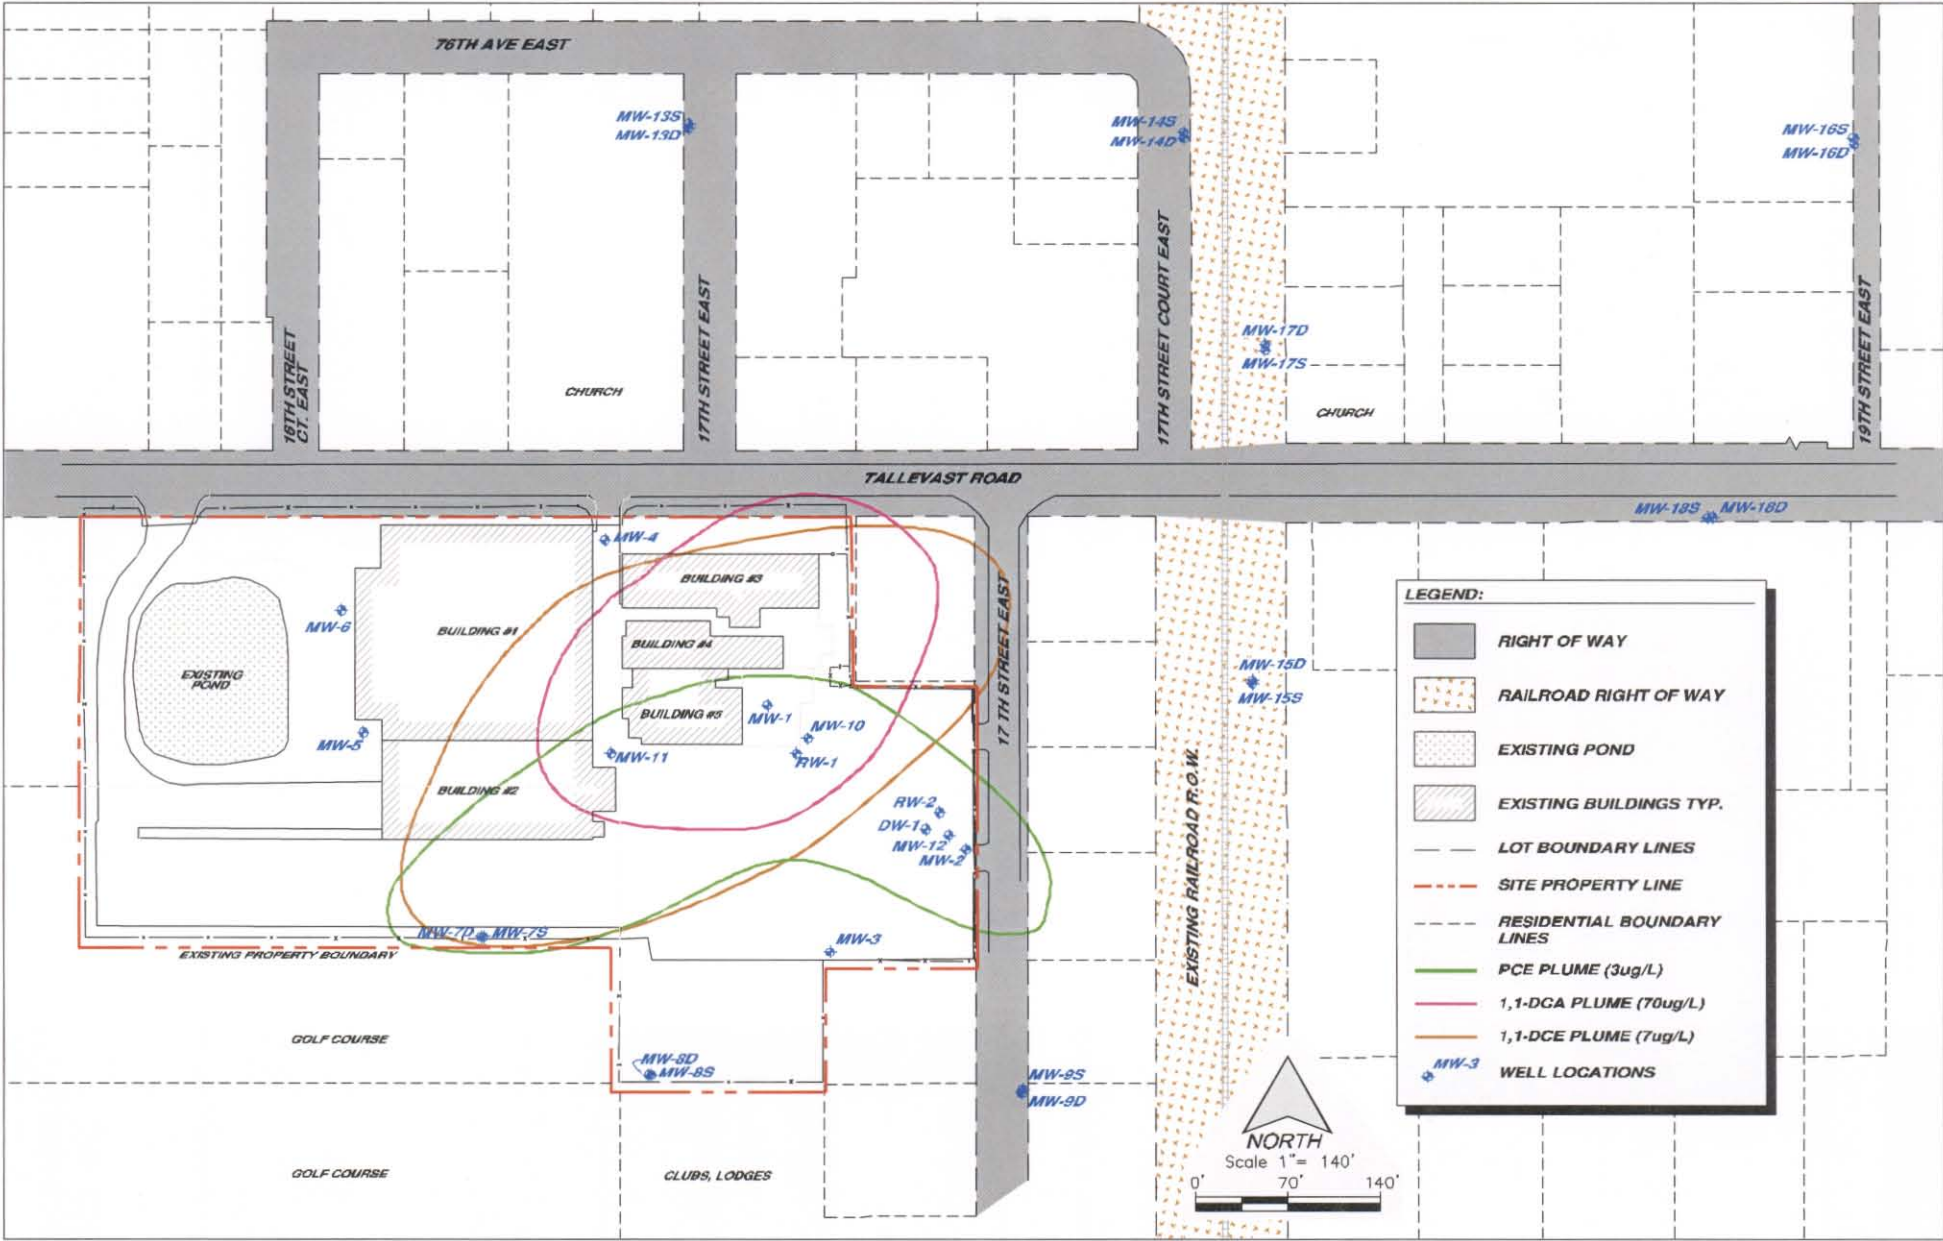 76TH AVE EAST
MW-13S
MW-13D
MW-14S
MW-14D
MW-16S
MW-16D
16TH STREET
CT. EAST
17TH STREET EAST
17TH STREET COURT EAST
19TH STREET EAST
MW-17D
MW-17S
CHURCH
CHURCH
TALLEVAST ROAD
MW-18S
MW-18D
MW-4
BUILDING #3
MW-6
BUILDING #1
BUILDING #4
EXISTING
POND
BUILDING #5
MW-1
MW-10
MW-5
MW-11
RW-1
BUILDING #2
RW-2
DW-1
MW-12
MW-2
17 TH STREET EAST
MW-15D
MW-15S
EXISTING RAILROAD R.O.W.
MW-7D
MW-7S
MW-3
EXISTING PROPERTY BOUNDARY
GOLF COURSE
MW-8D
MW-8S
MW-9S
MW-9D
GOLF COURSE
CLUBS, LODGES
LEGEND:
RIGHT OF WAY
RAILROAD RIGHT OF WAY
EXISTING POND
EXISTING BUILDINGS TYP.
LOT BOUNDARY LINES
SITE PROPERTY LINE
RESIDENTIAL BOUNDARY
LINES
PCE PLUME (3ug/L)
1,1-DCA PLUME (70ug/L)
1,1-DCE PLUME (7ug/L)
MW-3
WELL LOCATIONS
NORTH
Scale 1"= 140'
0' 70' 140'